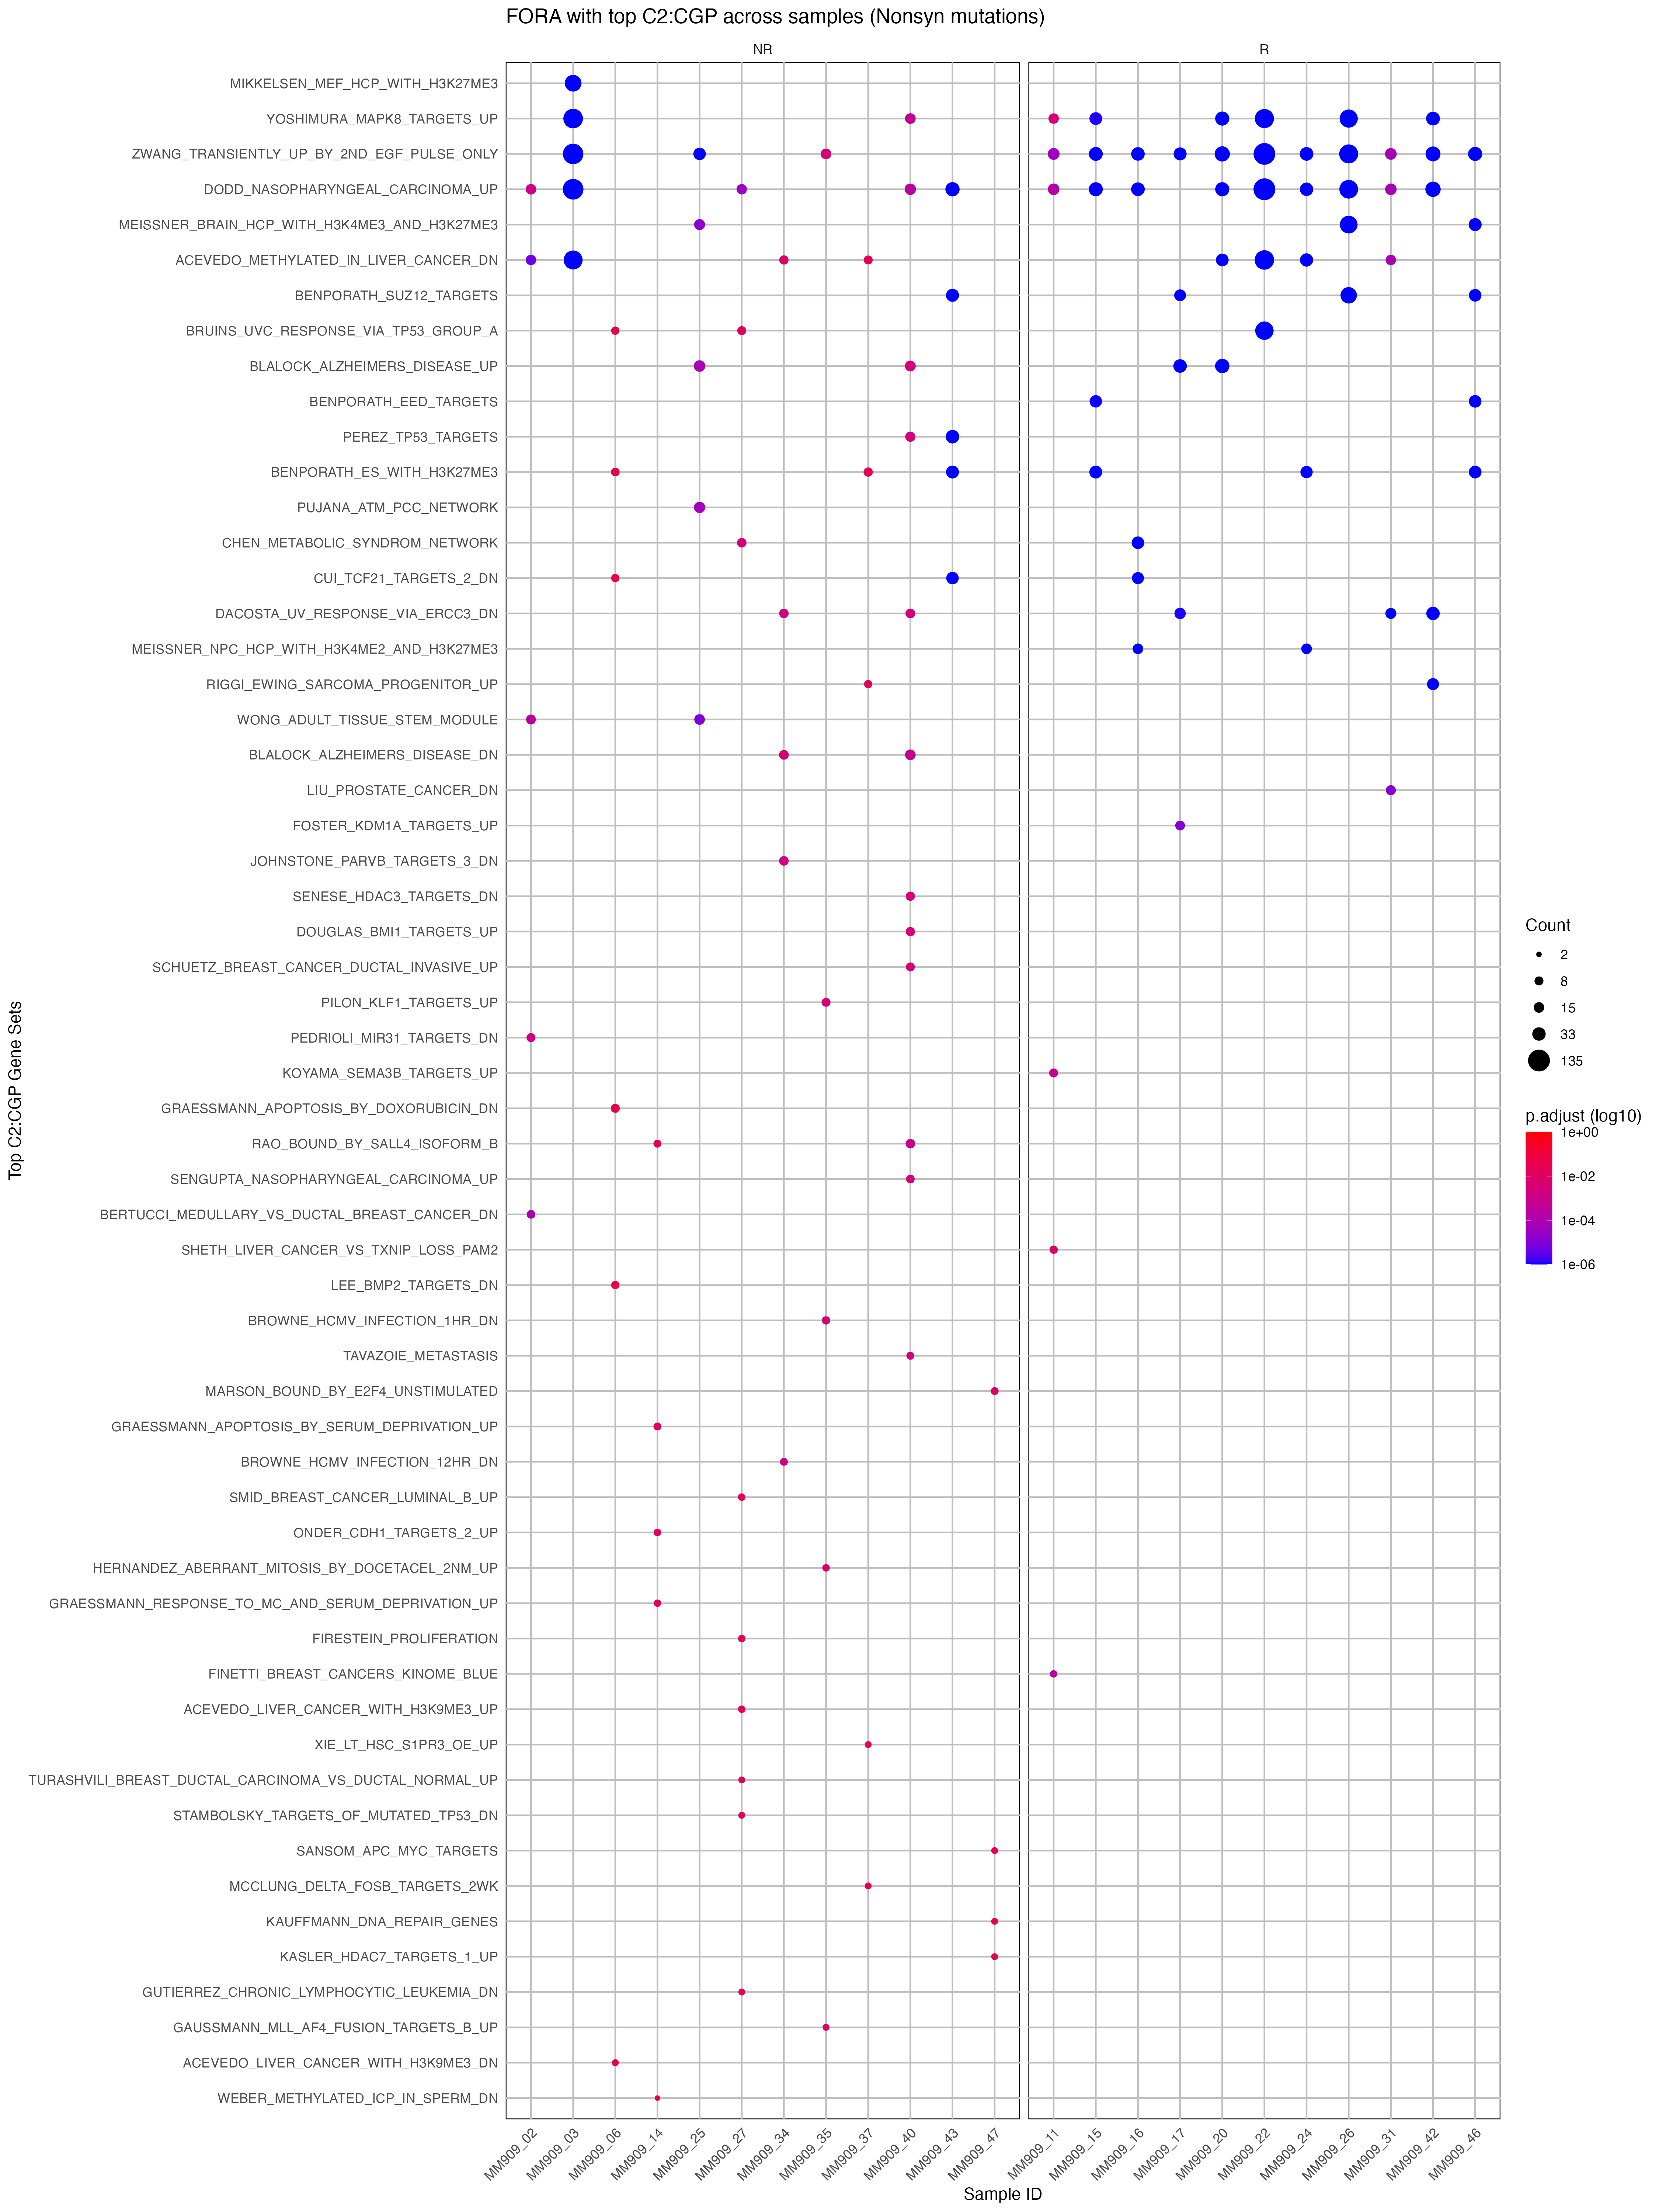 FORA with top C2:CGP across samples (Nonsyn mutations)
NR
R
MIKKELSEN_MEF_HCP_WITH_H3K27ME3
YOSHIMURA_MAPK8_TARGETS_UP
ZWANG_TRANSIENTLY_UP_BY_2ND_EGF_PULSE_ONLY
DODD_NASOPHARYNGEAL_CARCINOMA_UP
MEISSNER_BRAIN_HCP_WITH_H3K4ME3_AND_H3K27ME3
ACEVEDO_METHYLATED_IN_LIVER_CANCER_DN
BENPORATH_SUZ12_TARGETS
BRUINS_UVC_RESPONSE_VIA_TP53_GROUP_A
BLALOCK_ALZHEIMERS_DISEASE_UP
BENPORATH_EED_TARGETS
PEREZ_TP53_TARGETS
BENPORATH_ES_WITH_H3K27ME3
PUJANA_ATM_PCC_NETWORK
CHEN_METABOLIC_SYNDROM_NETWORK
CUI_TCF21_TARGETS_2_DN
DACOSTA_UV_RESPONSE_VIA_ERCC3_DN
MEISSNER_NPC_HCP_WITH_H3K4ME2_AND_H3K27ME3
RIGGI_EWING_SARCOMA_PROGENITOR_UP
WONG_ADULT_TISSUE_STEM_MODULE
BLALOCK_ALZHEIMERS_DISEASE_DN
LIU_PROSTATE_CANCER_DN
FOSTER_KDM1A_TARGETS_UP
JOHNSTONE_PARVB_TARGETS_3_DN
SENESE_HDAC3_TARGETS_DN
DOUGLAS_BMI1_TARGETS_UP
SCHUETZ_BREAST_CANCER_DUCTAL_INVASIVE_UP
PILON_KLF1_TARGETS_UP
PEDRIOLI_MIR31_TARGETS_DN
KOYAMA_SEMA3B_TARGETS_UP
GRAESSMANN_APOPTOSIS_BY_DOXORUBICIN_DN
RAO_BOUND_BY_SALL4_ISOFORM_B
SENGUPTA_NASOPHARYNGEAL_CARCINOMA_UP
BERTUCCI_MEDULLARY_VS_DUCTAL_BREAST_CANCER_DN
SHETH_LIVER_CANCER_VS_TXNIP_LOSS_PAM2
LEE_BMP2_TARGETS_DN
BROWNE_HCMV_INFECTION_1HR_DN
TAVAZOIE_METASTASIS
MARSON_BOUND_BY_E2F4_UNSTIMULATED
GRAESSMANN_APOPTOSIS_BY_SERUM_DEPRIVATION_UP
BROWNE_HCMV_INFECTION_12HR_DN
SMID_BREAST_CANCER_LUMINAL_B_UP
ONDER_CDH1_TARGETS_2_UP
HERNANDEZ_ABERRANT_MITOSIS_BY_DOCETACEL_2NM_UP
GRAESSMANN_RESPONSE_TO_MC_AND_SERUM_DEPRIVATION_UP
FIRESTEIN_PROLIFERATION
FINETTI_BREAST_CANCERS_KINOME_BLUE
ACEVEDO_LIVER_CANCER_WITH_H3K9ME3_UP
XIE_LT_HSC_S1PR3_OE_UP
TURASHVILI_BREAST_DUCTAL_CARCINOMA_VS_DUCTAL_NORMAL_UP
STAMBOLSKY_TARGETS_OF_MUTATED_TP53_DN
SANSOM_APC_MYC_TARGETS
MCCLUNG_DELTA_FOSB_TARGETS_2WK
KAUFFMANN_DNA_REPAIR_GENES
KASLER_HDAC7_TARGETS_1_UP
GUTIERREZ_CHRONIC_LYMPHOCYTIC_LEUKEMIA_DN
GAUSSMANN_MLL_AF4_FUSION_TARGETS_B_UP
ACEVEDO_LIVER_CANCER_WITH_H3K9ME3_DN
WEBER_METHYLATED_ICP_IN_SPERM_DN
Top C2:CGP Gene Sets
MM909_02
MM909_03
MM909_06
MM909_14
MM909_25
MM909_27
MM909_34
MM909_35
MM909_37
MM909_40
MM909_43
MM909_47
MM909_11
MM909_15
MM909_16
MM909_17
MM909_20
MM909_22
MM909_24
MM909_26
MM909_31
MM909_42
MM909_46
Sample ID
Count
2
8
15
33
135
p.adjust (log10)
1e+00
1e-02
1e-04
1e-06